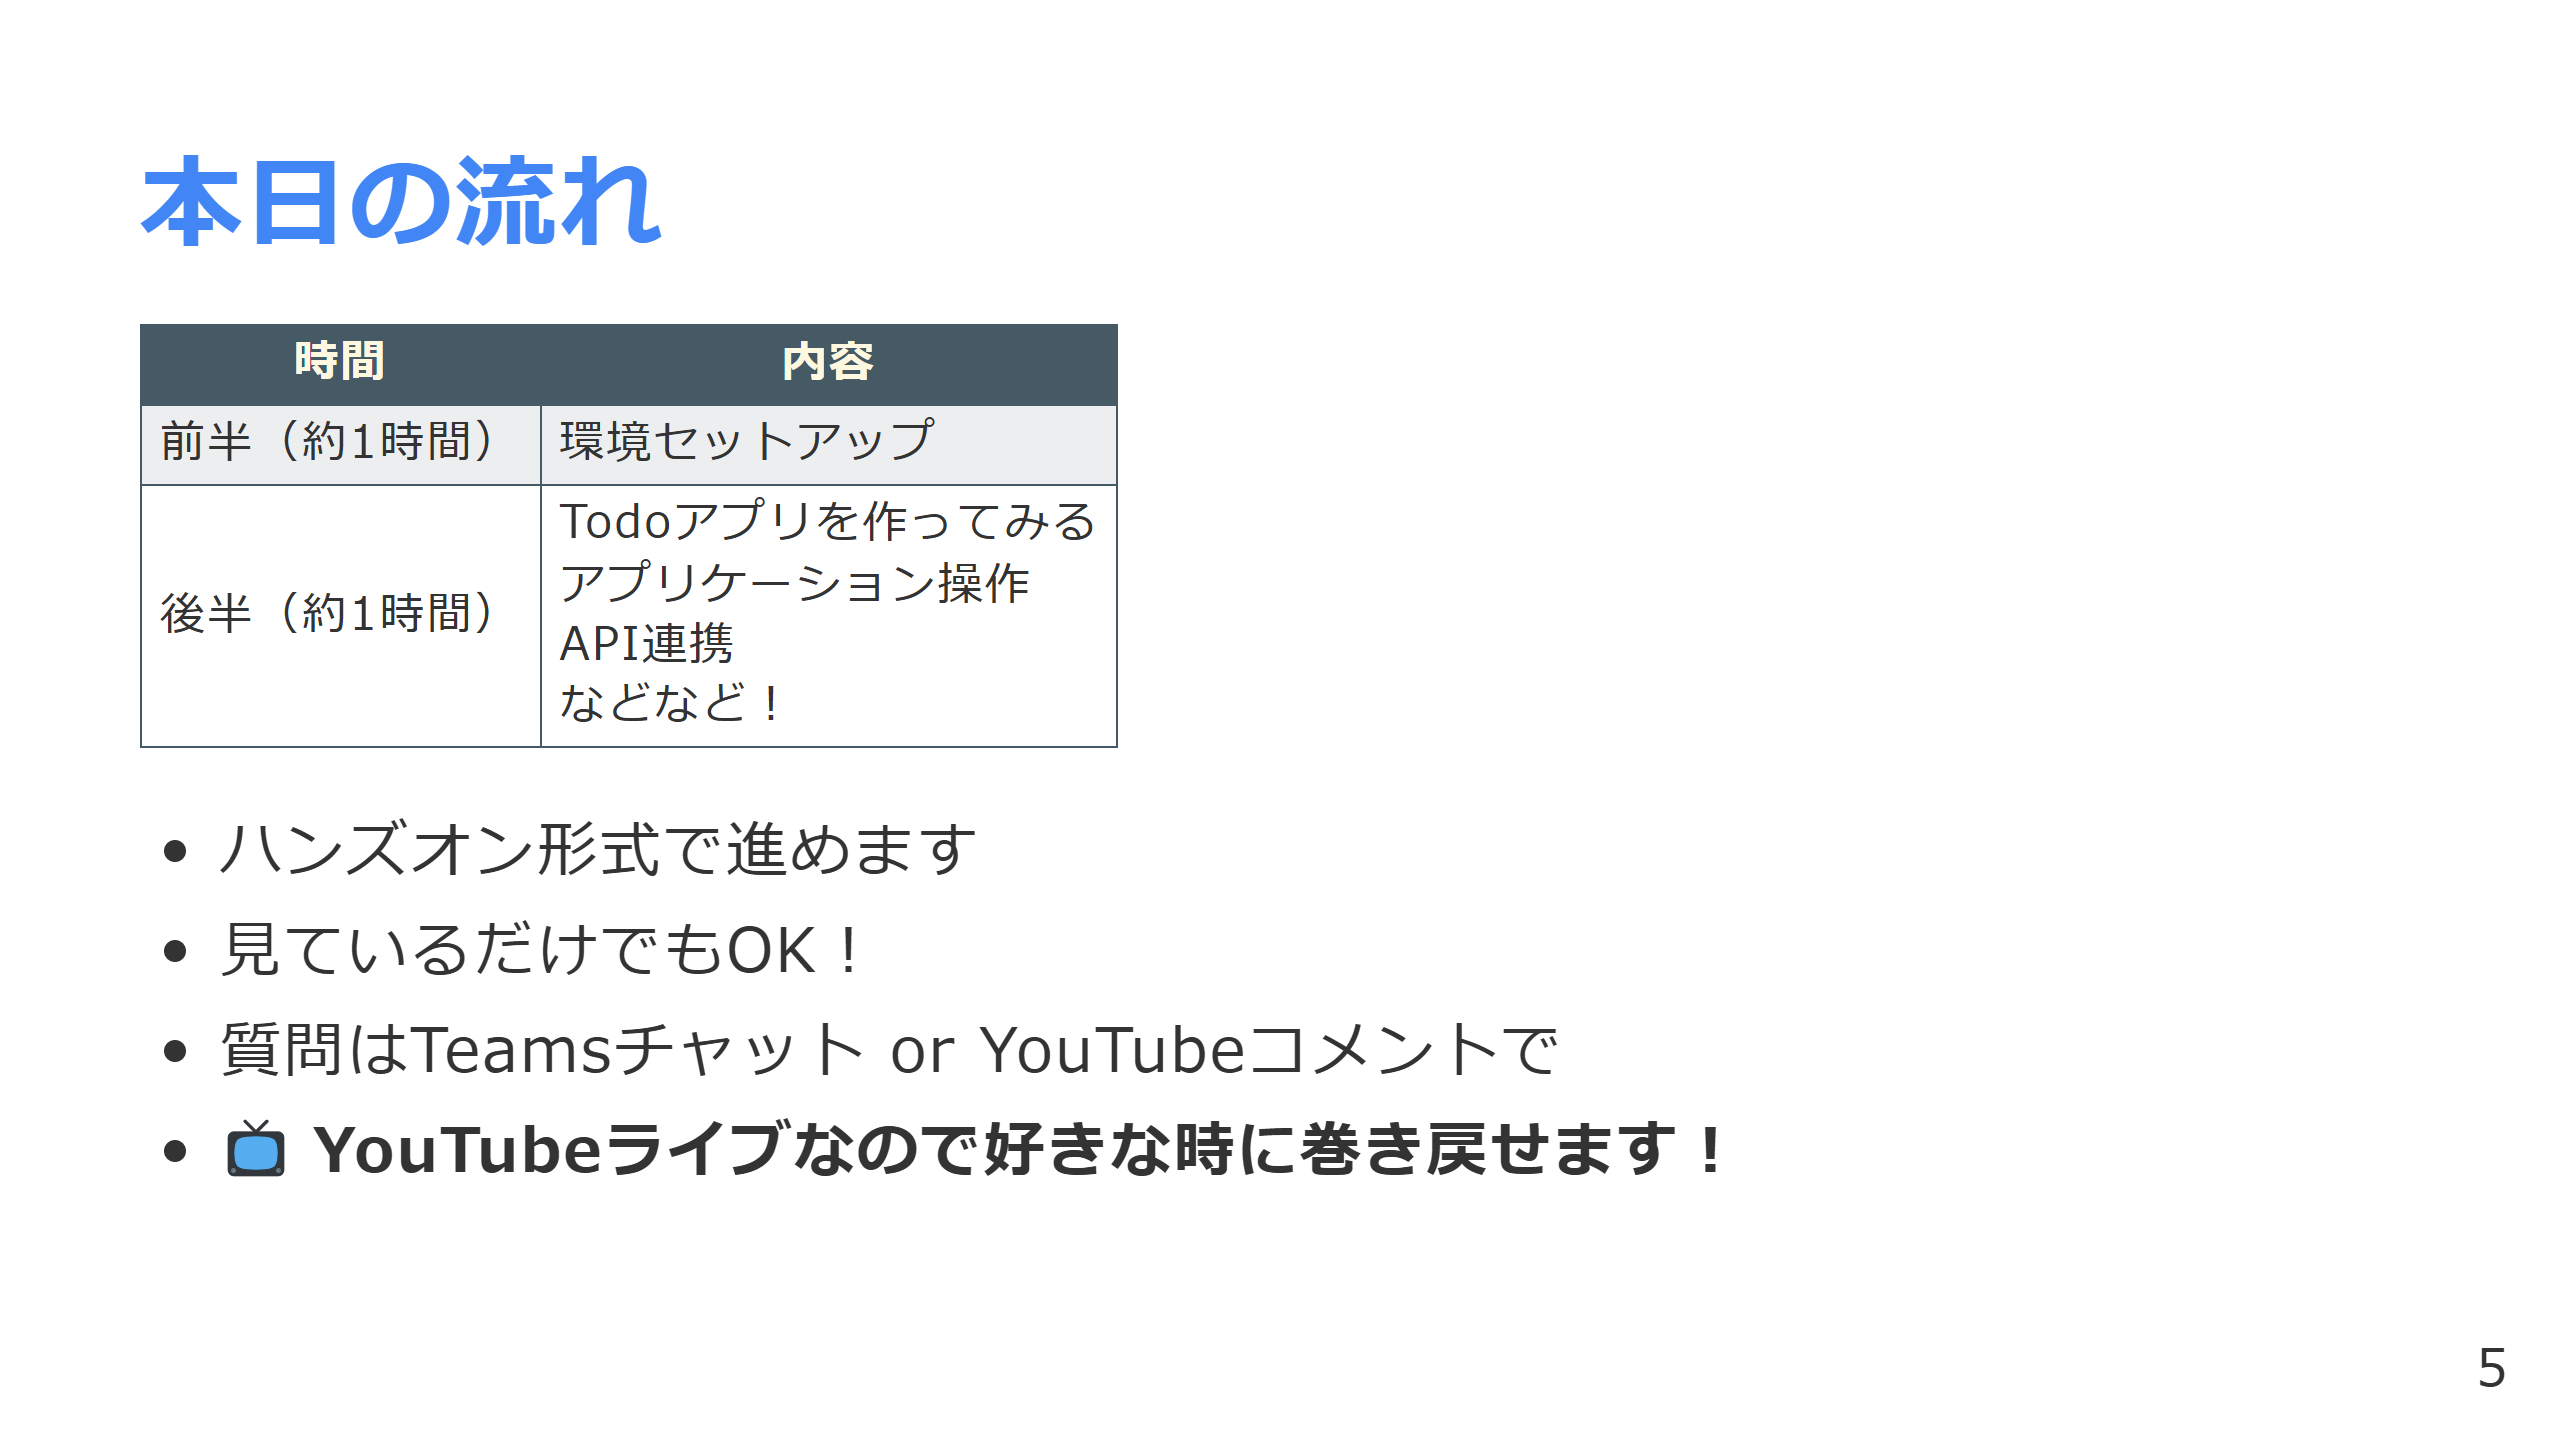 本日の流れ
時間 内容
前半（約1時間） 環境セットアップ
後半（約1時間） Todoアプリを作ってみる
アプリケーション操作
API連携
などなど！
• ハンズオン形式で進めます
• 見ているだけでもOK！
• 質問はTeamsチャット or YouTubeコメントで
• 📺 YouTubeライブなので好きな時に巻き戻せます！
5